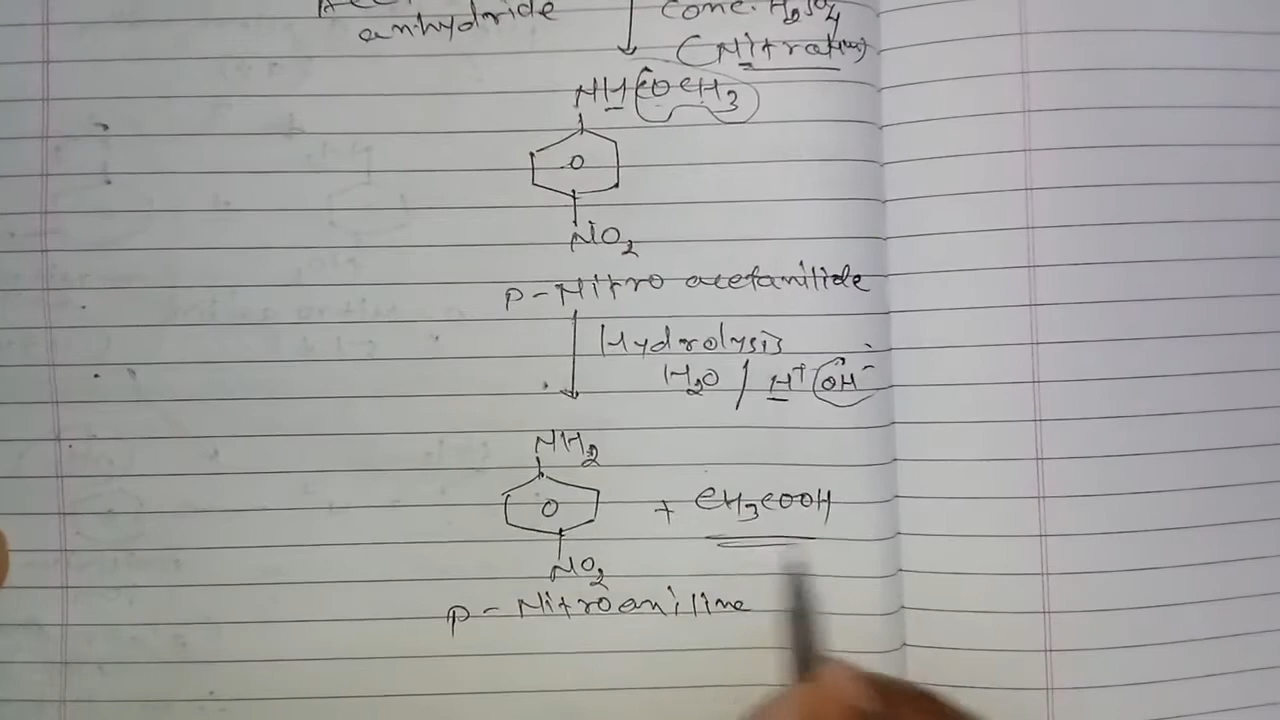 anhydride
Conc. H2SO4
(Nitration)
NHCOCH3
NO2
p-Nitro acetanilide
Hydrolysis
H2O / H+ OH-
NH2
+ CH3COOH
NO2
p-Nitroaniline